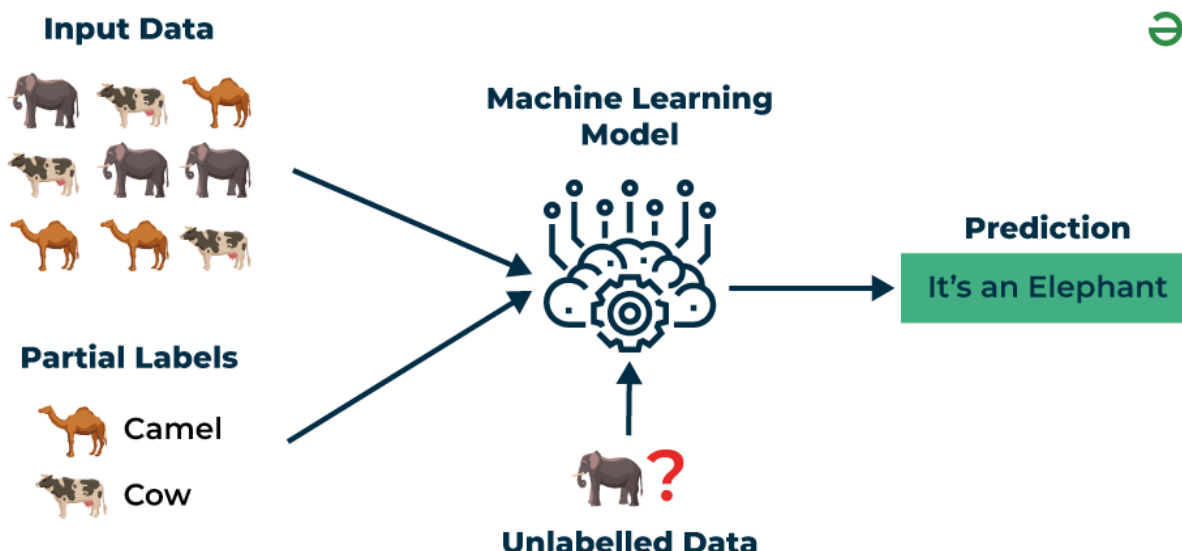 Input Data
Machine Learning
Model
Prediction
It's an Elephant
Partial Labels
Camel
Cow
?
Unlabelled Data